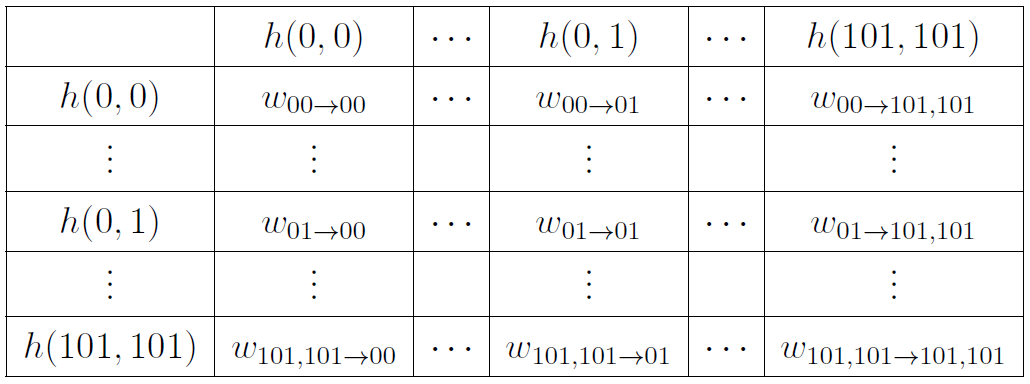 h(0, 0) ⋯ h(0, 1) ⋯ h(101, 101)
h(0, 0) w₀₀→₀₀ ⋯ w₀₀→₀₁ ⋯ w₀₀→₁₀₁,₁₀₁
⋮ ⋮ ⋮ ⋮
h(0, 1) w₀₁→₀₀ ⋯ w₀₁→₀₁ ⋯ w₀₁→₁₀₁,₁₀₁
⋮ ⋮ ⋮ ⋮
h(101, 101) w₁₀₁,₁₀₁→₀₀ ⋯ w₁₀₁,₁₀₁→₀₁ ⋯ w₁₀₁,₁₀₁→₁₀₁,₁₀₁